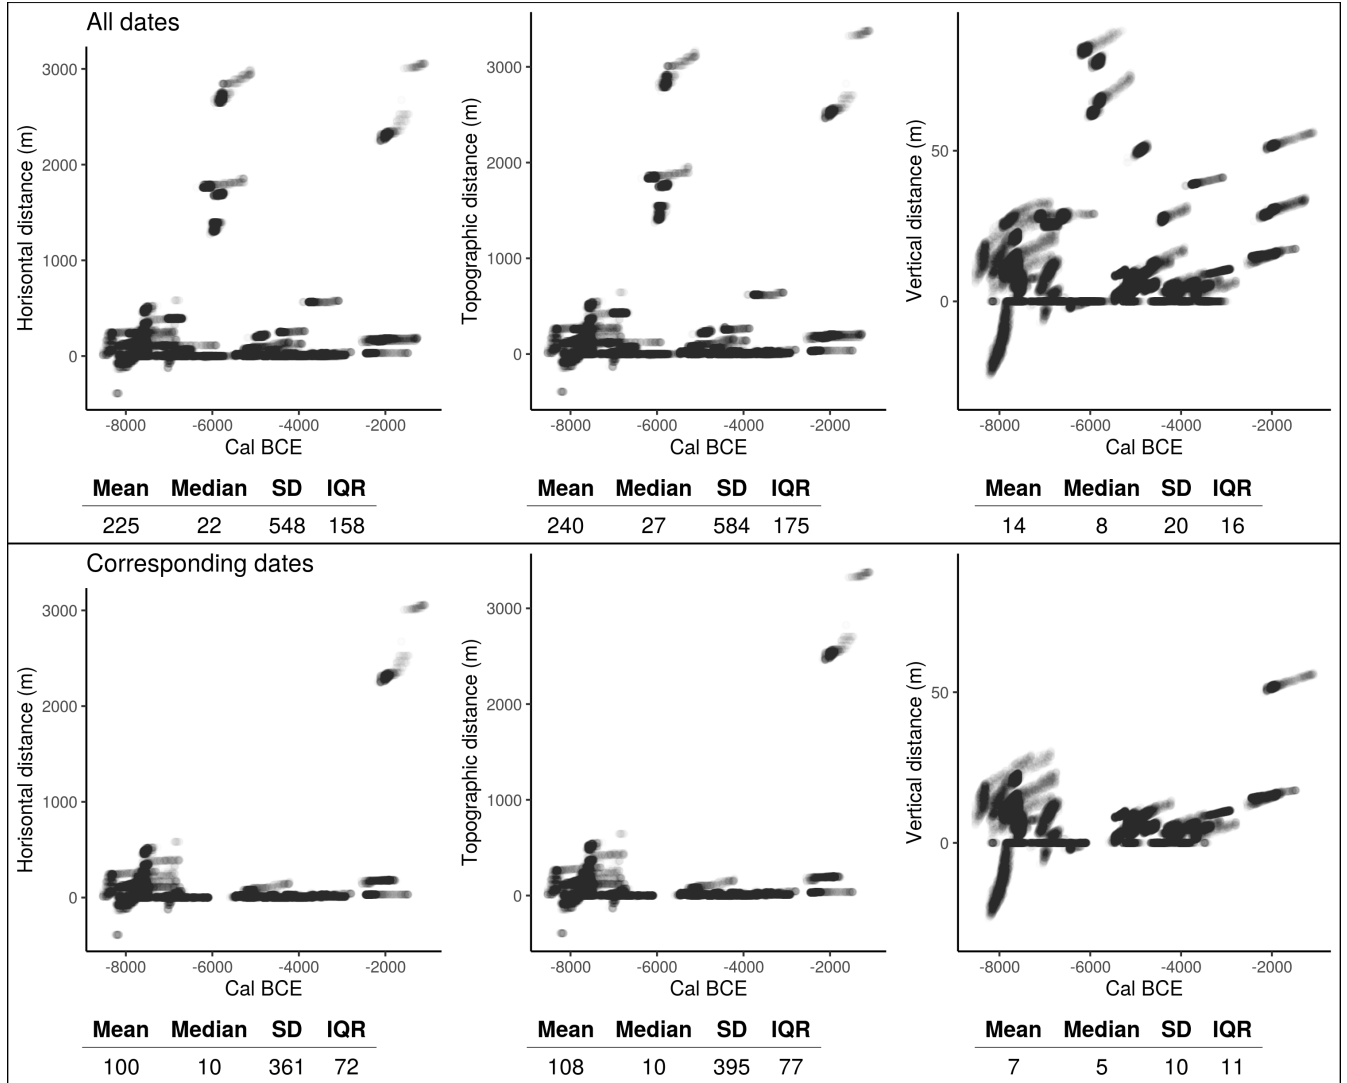 All dates
Horisontal distance (m)
3000
2000
1000
0
-8000 -6000 -4000 -2000
Cal BCE
Mean Median SD IQR
225 22 548 158
Topographic distance (m)
3000
2000
1000
0
-8000 -6000 -4000 -2000
Cal BCE
Mean Median SD IQR
240 27 584 175
Vertical distance (m)
50
0
-8000 -6000 -4000 -2000
Cal BCE
Mean Median SD IQR
14 8 20 16
Corresponding dates
Horisontal distance (m)
3000
2000
1000
0
-8000 -6000 -4000 -2000
Cal BCE
Mean Median SD IQR
100 10 361 72
Topographic distance (m)
3000
2000
1000
0
-8000 -6000 -4000 -2000
Cal BCE
Mean Median SD IQR
108 10 395 77
Vertical distance (m)
50
0
-8000 -6000 -4000 -2000
Cal BCE
Mean Median SD IQR
7 5 10 11